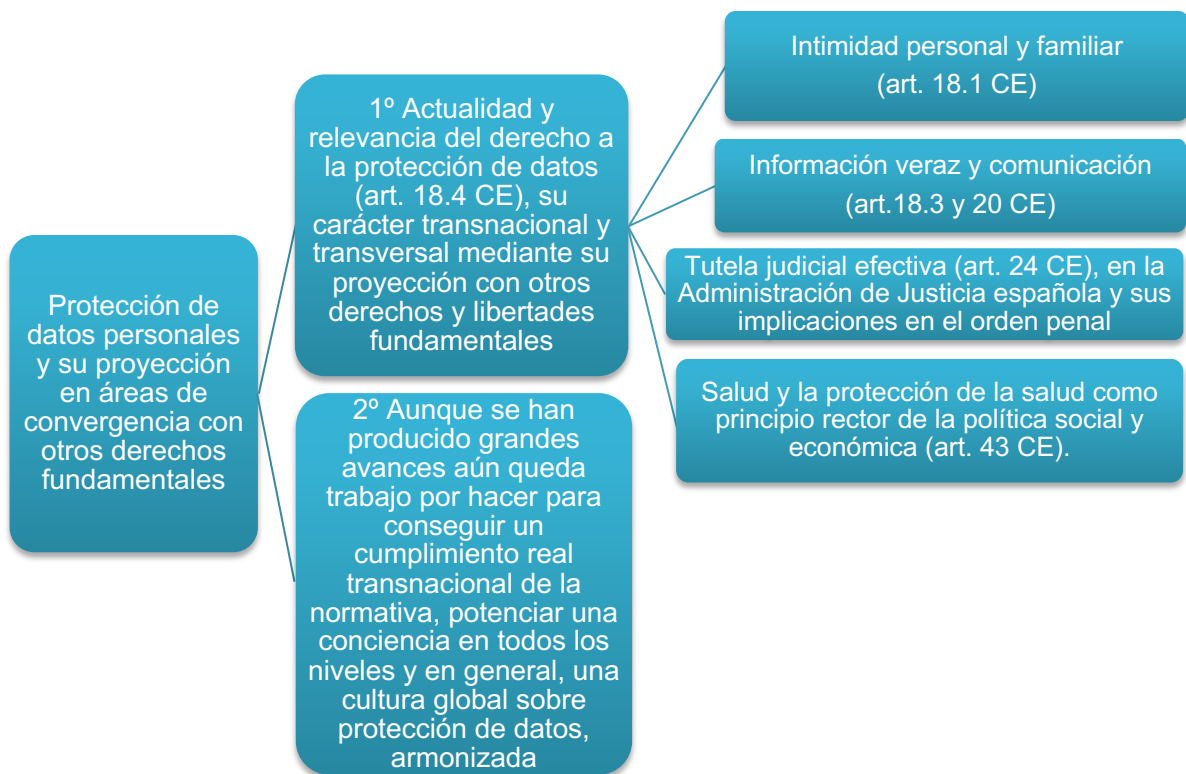 Protección de
datos personales
y su proyección
en áreas de
convergencia con
otros derechos
fundamentales
1º Actualidad y
relevancia del derecho a
la protección de datos
(art. 18.4 CE), su
carácter transnacional y
transversal mediante su
proyección con otros
derechos y libertades
fundamentales
Intimidad personal y familiar
(art. 18.1 CE)
Información veraz y comunicación
(art.18.3 y 20 CE)
Tutela judicial efectiva (art. 24 CE), en la
Administración de Justicia española y sus
implicaciones en el orden penal
Salud y la protección de la salud como
principio rector de la política social y
económica (art. 43 CE).
2º Aunque se han
producido grandes
avances aún queda
trabajo por hacer para
conseguir un
cumplimiento real
transnacional de la
normativa, potenciar una
conciencia en todos los
niveles y en general, una
cultura global sobre
protección de datos,
armonizada